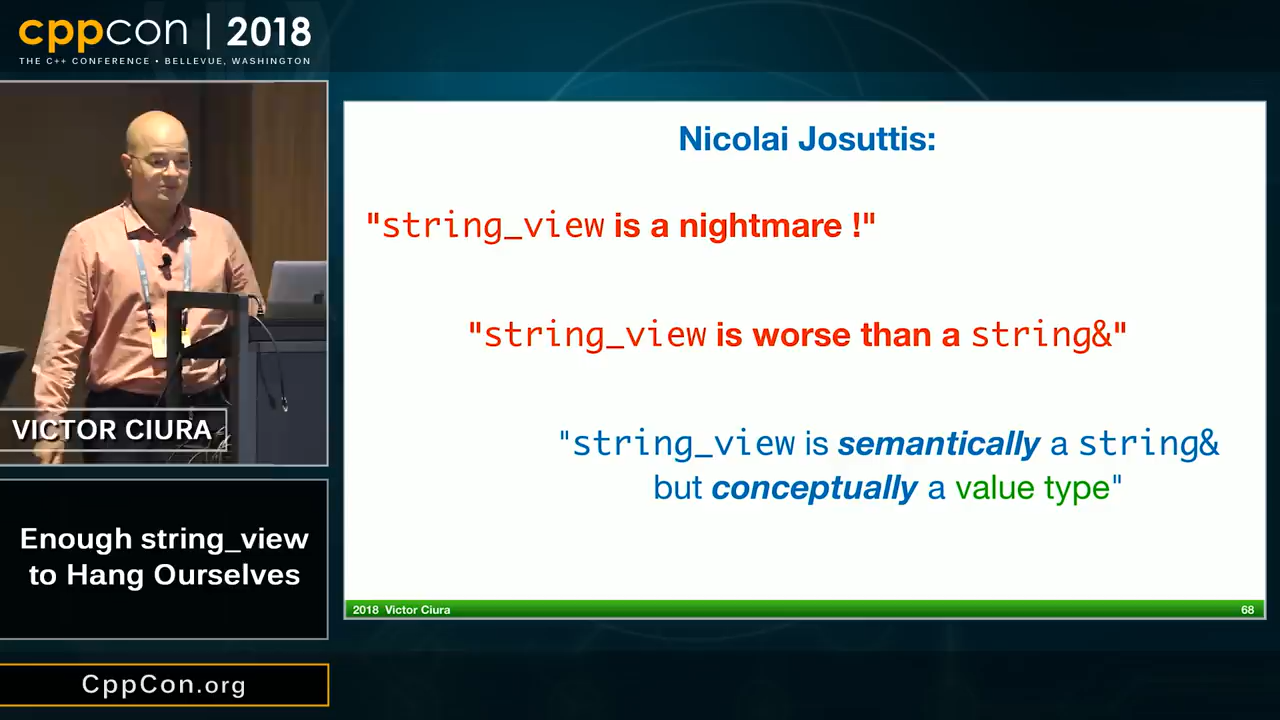 cppcon | 2018
THE C++ CONFERENCE • BELLEVUE, WASHINGTON
VICTOR CIURA
Enough string_view
to Hang Ourselves
CppCon.org
Nicolai Josuttis:
"string_view is a nightmare !"
"string_view is worse than a string&"
"string_view is semantically a string&
but conceptually a value type"
2018 Victor Ciura
68